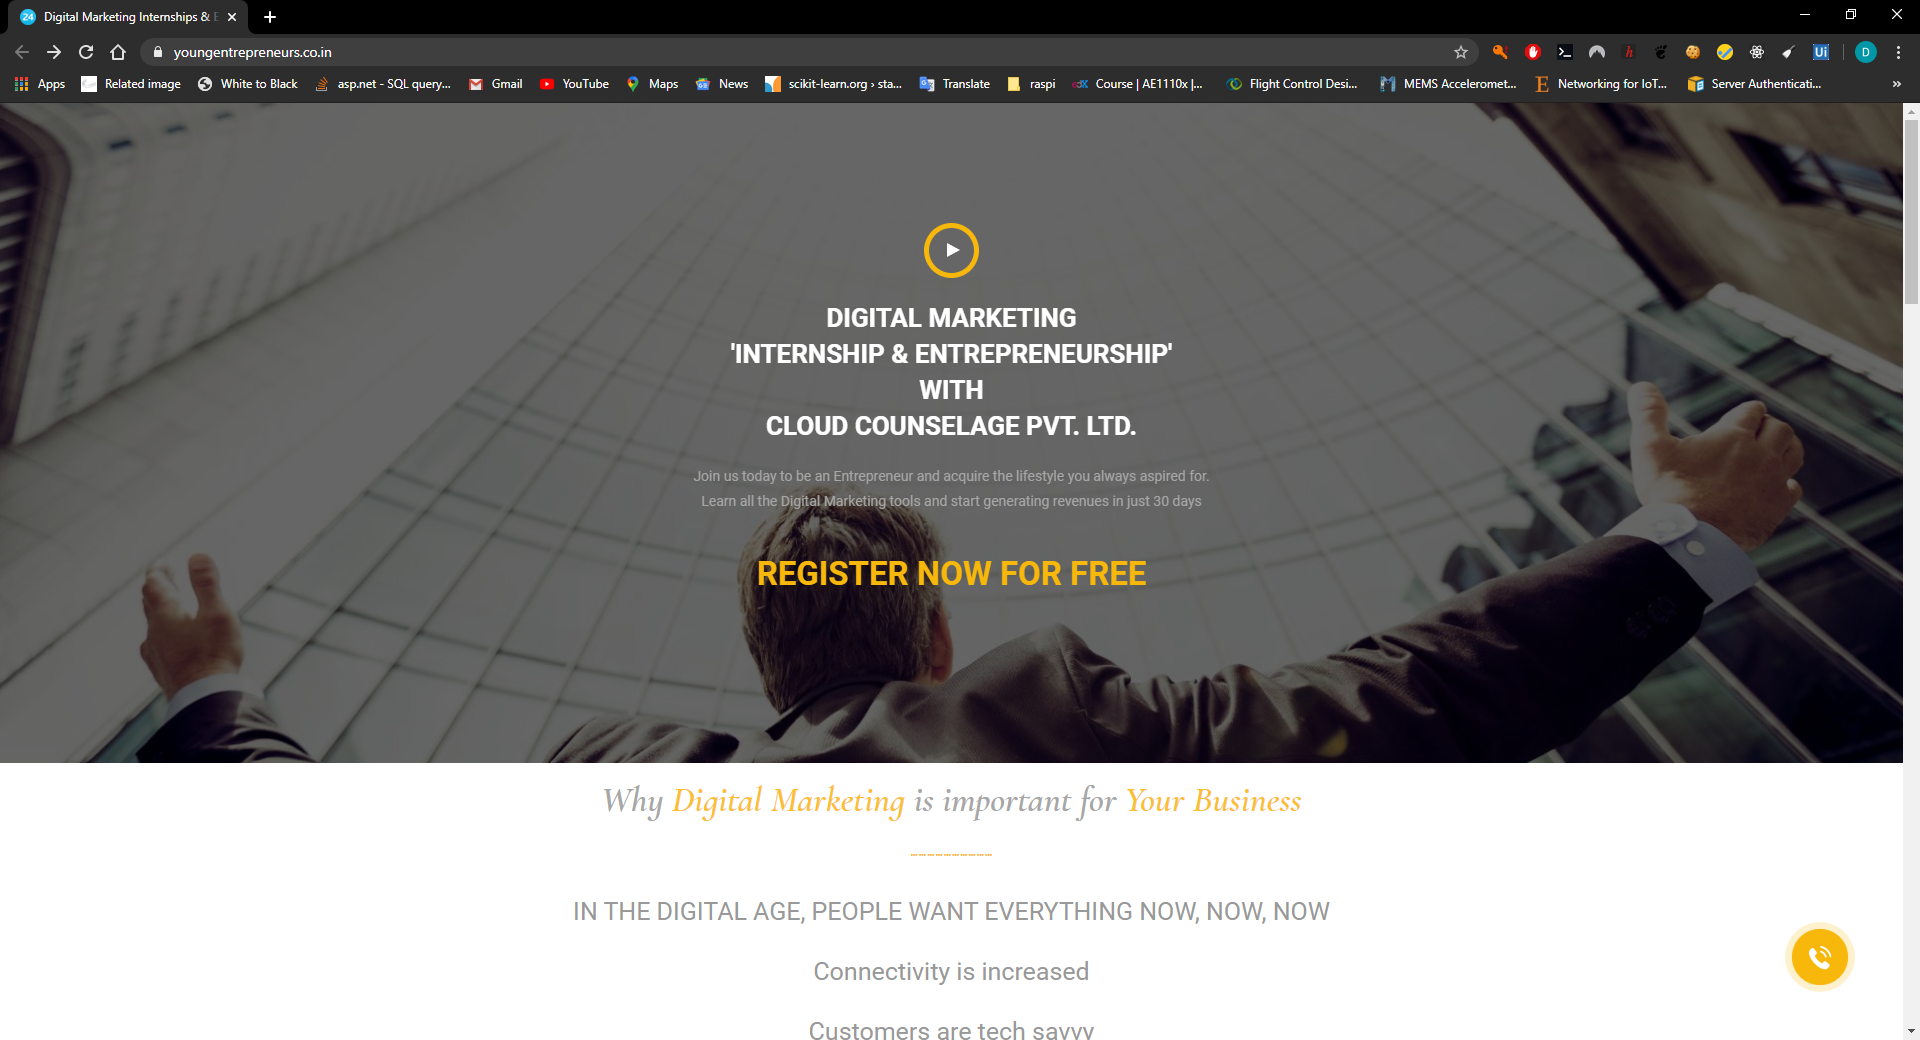 24 Digital Marketing Internships & E
youngentrepreneurs.co.in
D
Apps Related image White to Black asp.net - SQL query... Gmail YouTube Maps News scikit-learn.org › sta... Translate raspi Course | AE1110x |... Flight Control Desi... MEMS Acceleromet... Networking for IoT... Server Authenticati... »
DIGITAL MARKETING
'INTERNSHIP & ENTREPRENEURSHIP'
WITH
CLOUD COUNSELAGE PVT. LTD.
Join us today to be an Entrepreneur and acquire the lifestyle you always aspired for.
Learn all the Digital Marketing tools and start generating revenues in just 30 days
REGISTER NOW FOR FREE
Why Digital Marketing is important for Your Business
IN THE DIGITAL AGE, PEOPLE WANT EVERYTHING NOW, NOW, NOW
Connectivity is increased
Customers are tech savvy